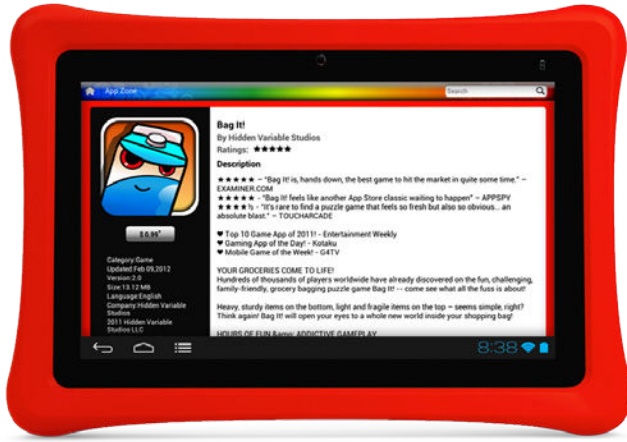 App Zone
Search
Bag It!
By Hidden Variable Studios
Ratings: ★★★★★
Description
★★★★★ – "Bag It! is, hands down, the best game to hit the market in quite some time." –
EXAMINER.COM
★★★★★ - "Bag It! feels like another App Store classic waiting to happen" – APPSPY
★★★★½ - "It's rare to find a puzzle game that feels so fresh but also so obvious... an
absolute blast." – TOUCHARCADE
♥ Top 10 Game App of 2011! - Entertainment Weekly
♥ Gaming App of the Day! - Kotaku
♥ Mobile Game of the Week! - G4TV
YOUR GROCERIES COME TO LIFE!
Hundreds of thousands of players worldwide have already discovered on the fun, challenging,
family-friendly, grocery bagging puzzle game Bag It! -- come see what all the fuss is about!
Heavy, sturdy items on the bottom, light and fragile items on the top – seems simple, right?
Think again! Bag It! will open your eyes to a whole new world inside your shopping bag!
HOURS OF FUN &amp; ADDICTIVE GAMEPLAY
$ 0.99*
Category:Game
Updated:Feb 09,2012
Version:2.0
Size:13.12 MB
Language:English
Company:Hidden Variable
Studios
2011 Hidden Variable
Studios LLC
8:38